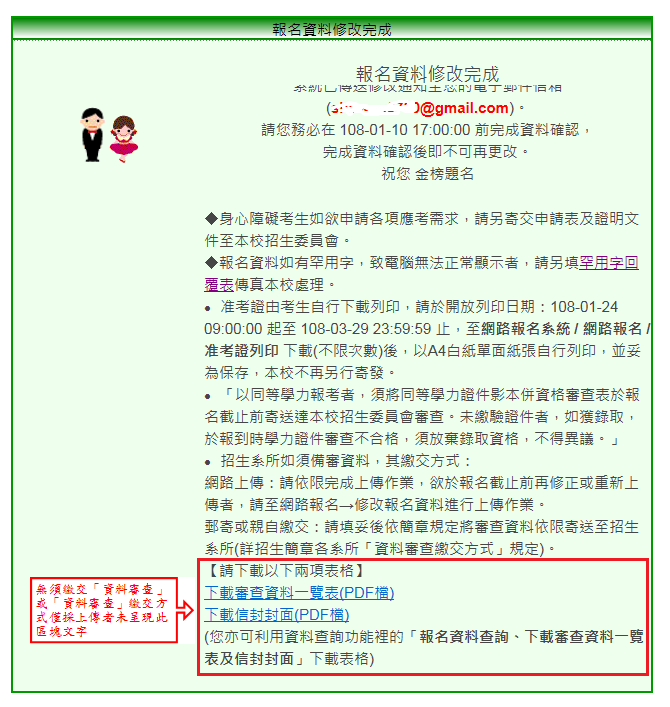 報名資料修改完成
報名資料修改完成
系統已傳送修改通知至您的電子郵件信箱
0@gmail.com)。
請您務必在 108-01-10 17:00:00 前完成資料確認，
完成資料確認後即不可再更改。
祝您 金榜題名
◆身心障礙考生如欲申請各項應考需求，請另寄交申請表及證明文
件至本校招生委員會。
◆報名資料如有罕用字，致電腦無法正常顯示者，請另填罕用字回
覆表傳真本校處理。
● 准考證由考生自行下載列印，請於開放列印日期：108-01-24
09:00:00 起至 108-03-29 23:59:59 止，至網路報名系統 / 網路報名 /
准考證列印 下載(不限次數)後，以A4白紙單面紙張自行列印，並妥
為保存，本校不再另行寄發。
● 「以同等學力報考者，須將同等學力證件影本併資格審查表於報
名截止前寄送達本校招生委員會審查。未繳驗證件者，如獲錄取，
於報到時學力證件審查不合格，須放棄錄取資格，不得異議。」
● 招生系所如須備審資料，其繳交方式：
網路上傳：請依限完成上傳作業，欲於報名截止前再修正或重新上
傳者，請至網路報名→修改報名資料進行上傳作業。
郵寄或親自繳交：請填妥後依簡章規定將審查資料依限寄送至招生
系所(詳招生簡章各系所「資料審查繳交方式」規定)。
【請下載以下兩項表格】
下載審查資料一覽表(PDF檔)
下載信封封面(PDF檔)
(您亦可利用資料查詢功能裡的「報名資料查詢、下載審查資料一覽
表及信封封面」下載表格)
無須繳交「資料審查」
或「資料審查」繳交方
式僅採上傳者未呈現此
區塊文字